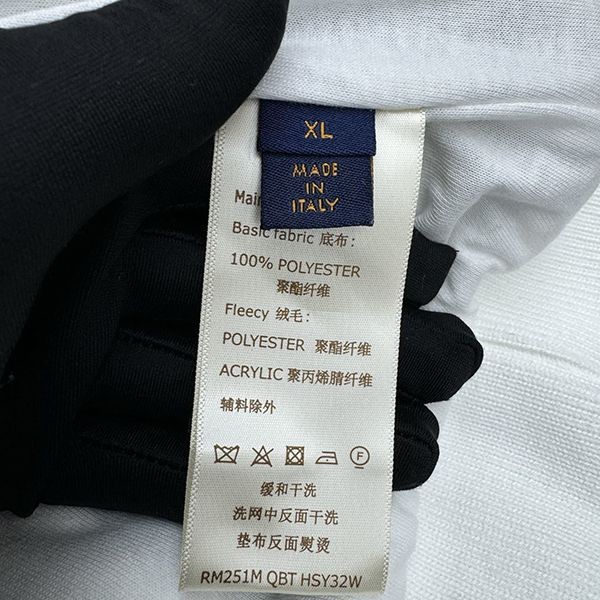 XL
MADE
IN
ITALY
Main
Basic fabric 底布:
100% POLYESTER
聚酯纤维
Fleecy 绒毛:
POLYESTER 聚酯纤维
ACRYLIC 聚丙烯腈纤维
辅料除外
F
缓和干洗
洗网中反面干洗
垫布反面熨烫
RM251M QBT HSY32W